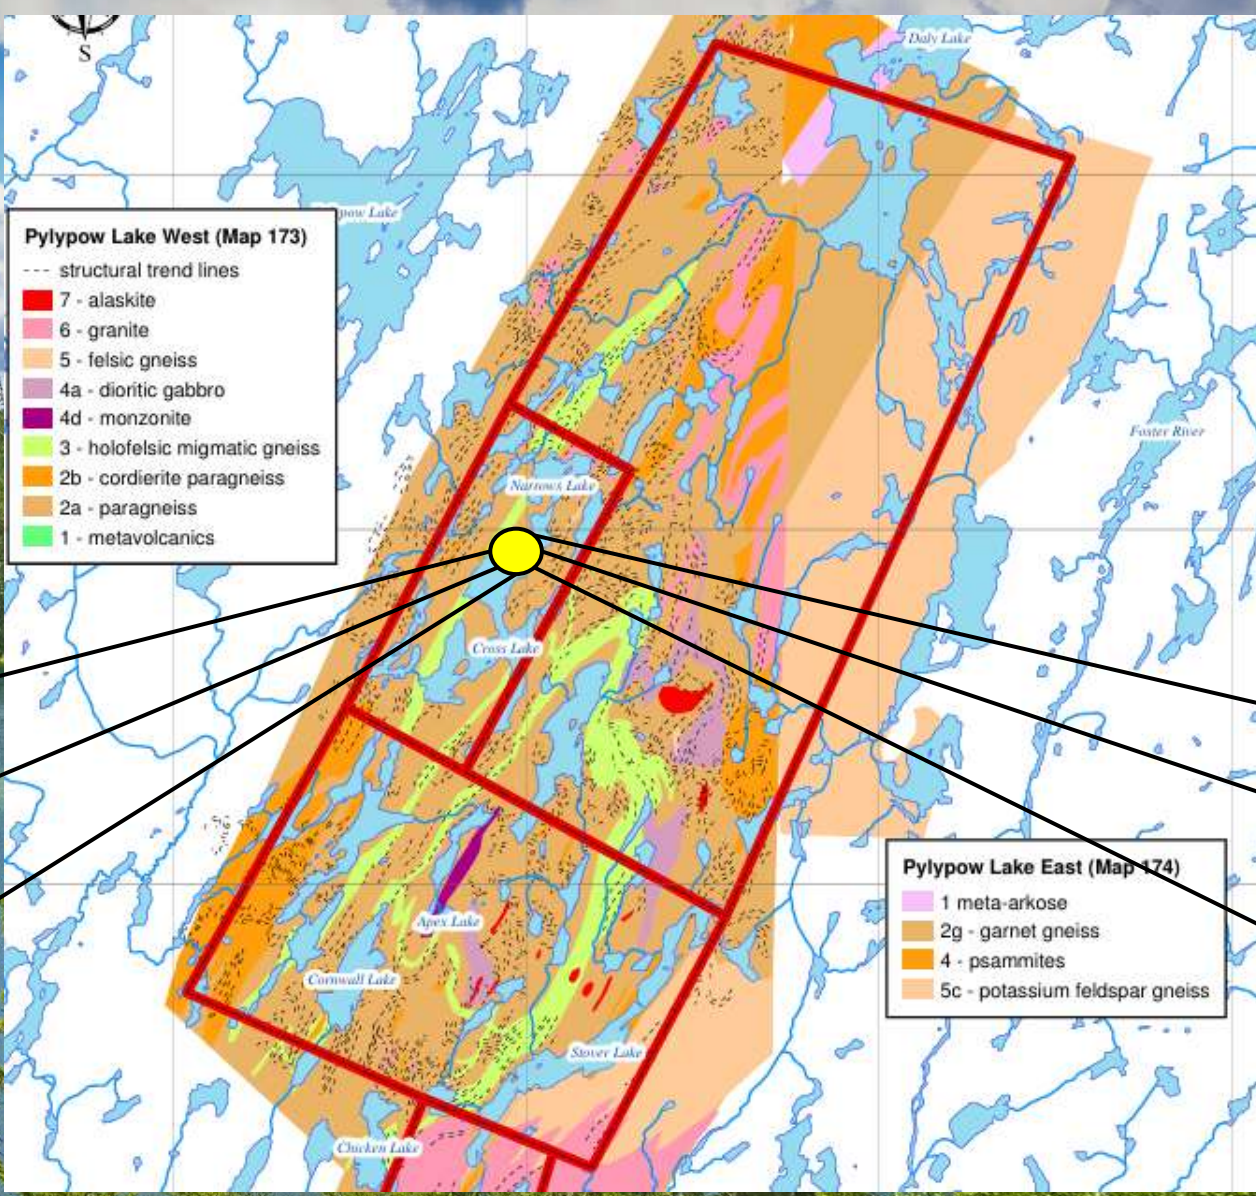 S
Daly Lake
Pylypow Lake West (Map 173)
structural trend lines
7 - alaskite
6 - granite
5 - felsic gneiss
4a - dioritic gabbro
4d - monzonite
3 - holofelsic migmatic gneiss
2b - cordierite paragneiss
2a - paragneiss
1 - metavolcanics
pow Lake
Foster River
Narrows Lake
Cross Lake
Apex Lake
Cornwall Lake
Stover Lake
Chicken Lake
Pylypow Lake East (Map 174)
1 meta-arkose
2g - garnet gneiss
4 - psammites
5c - potassium feldspar gneiss